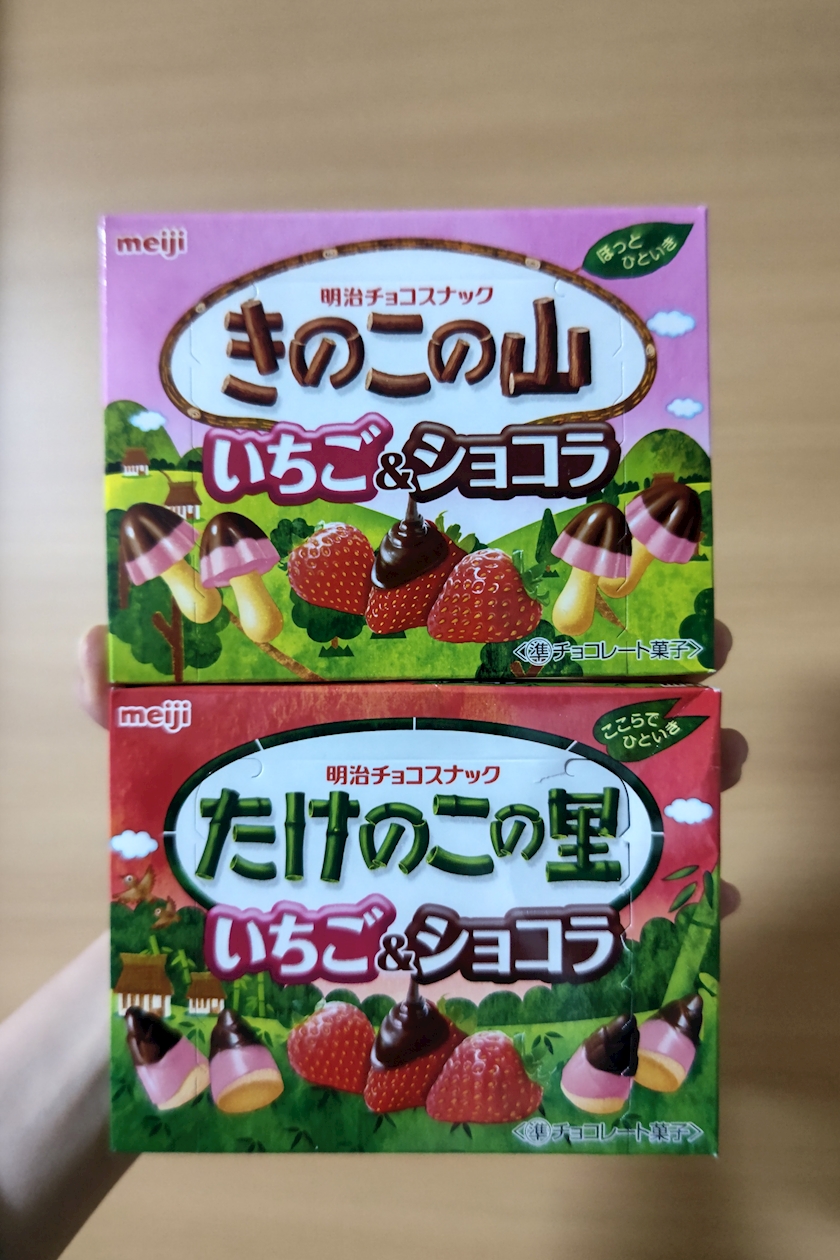 meiji
ほっと
ひといき
明治チョコスナック
きのこの山
いちご&ショコラ
<準チョコレート菓子>
meiji
ここらで
ひといき
明治チョコスナック
たけのこの里
いちご&ショコラ
<準チョコレート菓子>